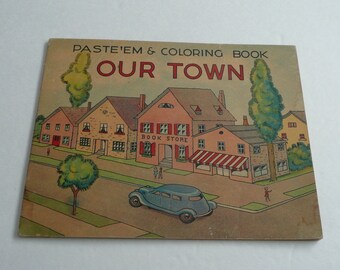 PASTE'EM & COLORING BOOK
OUR TOWN
BOOK STORE